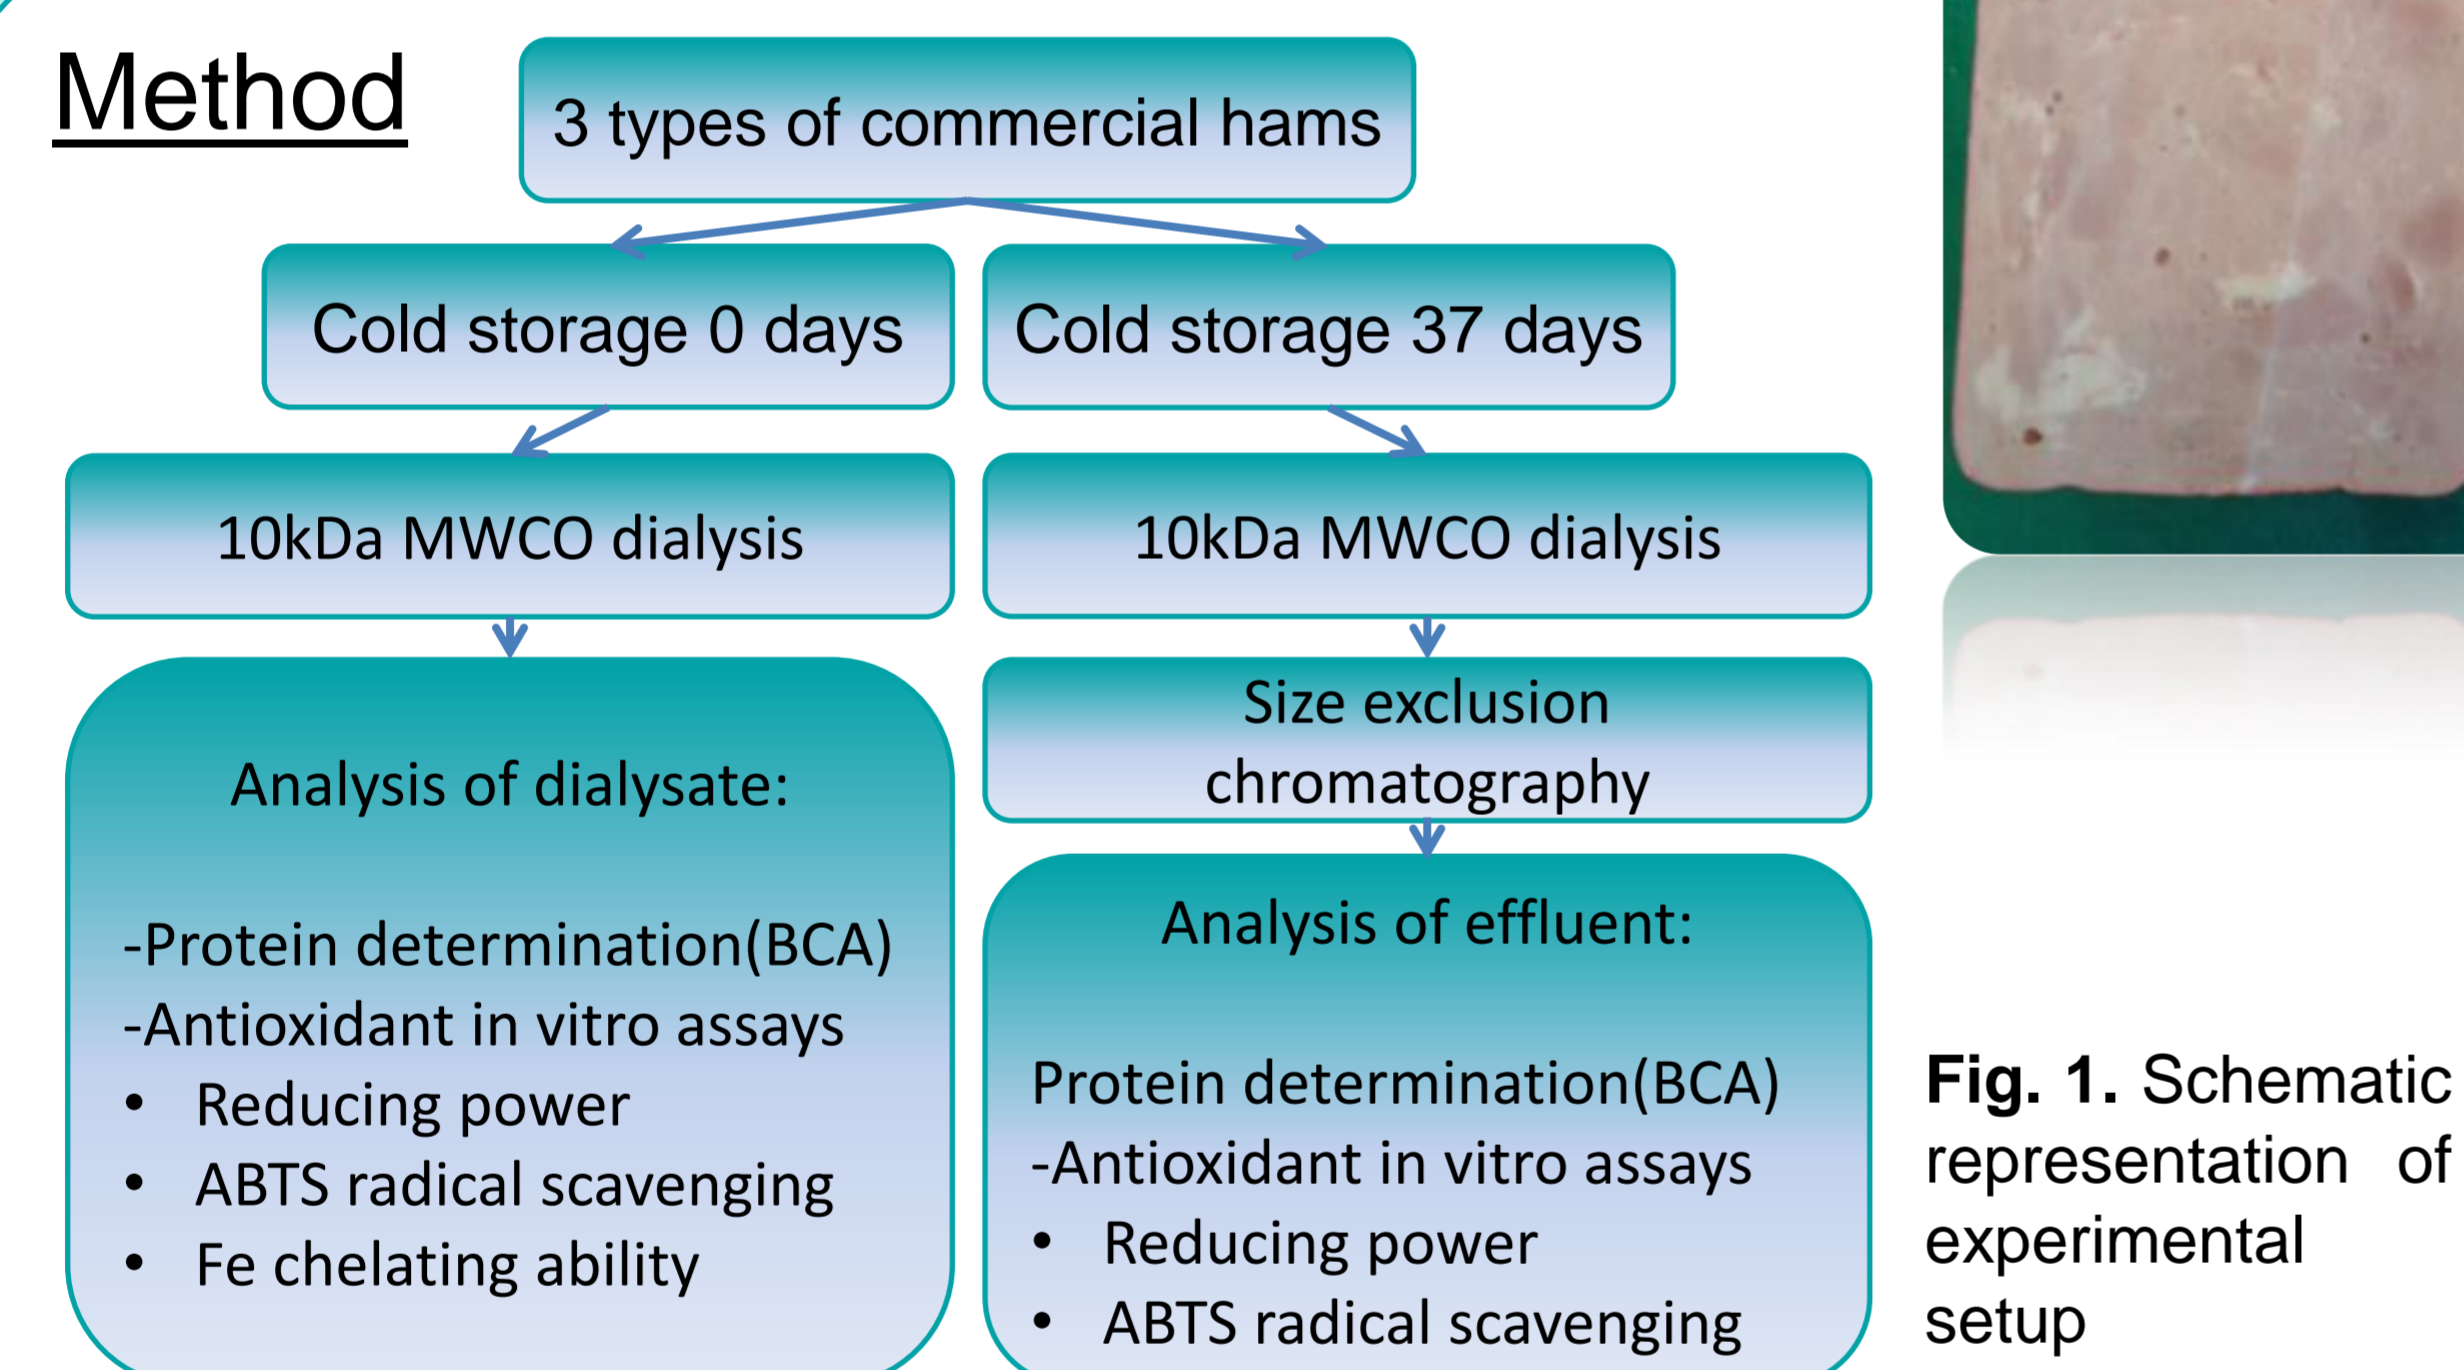 Method
3 types of commercial hams
Cold storage 0 days
Cold storage 37 days
10kDa MWCO dialysis
10kDa MWCO dialysis
Analysis of dialysate:
-Protein determination(BCA)
-Antioxidant in vitro assays
• Reducing power
• ABTS radical scavenging
• Fe chelating ability
Size exclusion
chromatography
Analysis of effluent:
Protein determination(BCA)
-Antioxidant in vitro assays
• Reducing power
• ABTS radical scavenging
Fig. 1. Schematic
representation of
experimental
setup